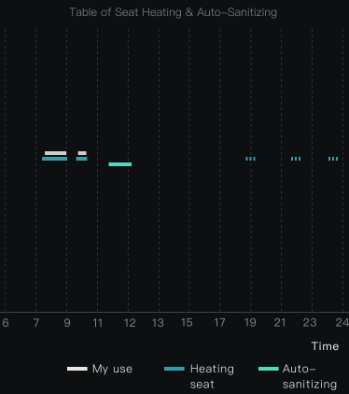 Table of Seat Heating & Auto-Sanitizing
6 7 9 11 12 13 15 17 19 21 23 24
Time
My use
Heating seat
Auto-sanitizing